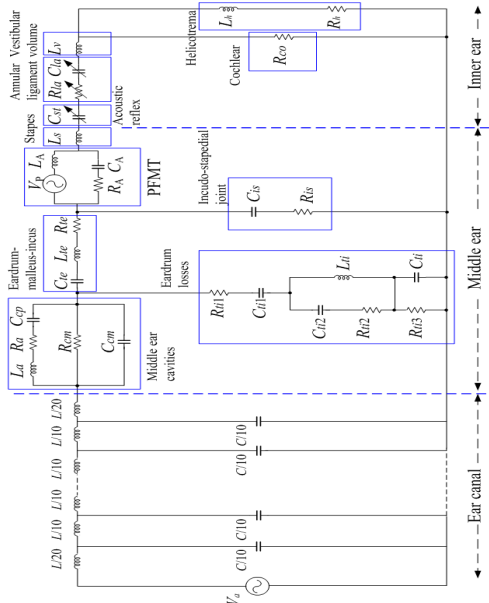 L/20
L/10
L/10
L/10
L/10
L/20
C/10
C/10
C/10
C/10
Va
Ear canal
La
Ra
Ccp
Rcm
Ccm
Middle ear
cavities
Eardrum-
malleus-incus
Cte
Lte
Rte
Eardrum
losses
Rti1
Cti1
Lti
Cti2
Rti2
Cti
Rti3
VP
LA
RA
CA
PFMT
Incudo-stapedial
joint
Cis
Ris
Middle ear
Stapes
Ls
Cst
Acoustic
reflex
Annular
ligament
Rla
Cla
Vestibular
volume
Lv
Cochlear
Rco
Helicotrema
Lh
Rh
Inner ear